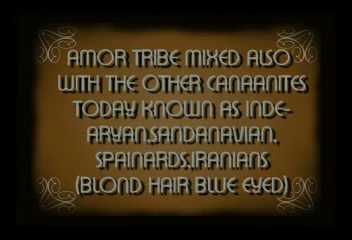 AMOR TRIBE MIXED ALSO
WITH THE OTHER CANAANITES
TODAY KNOWN AS INDE-
ARYAN,SANDANAVIAN,
SPAINARDS,IRANIANS
(BLOND HAIR BLUE EYED)